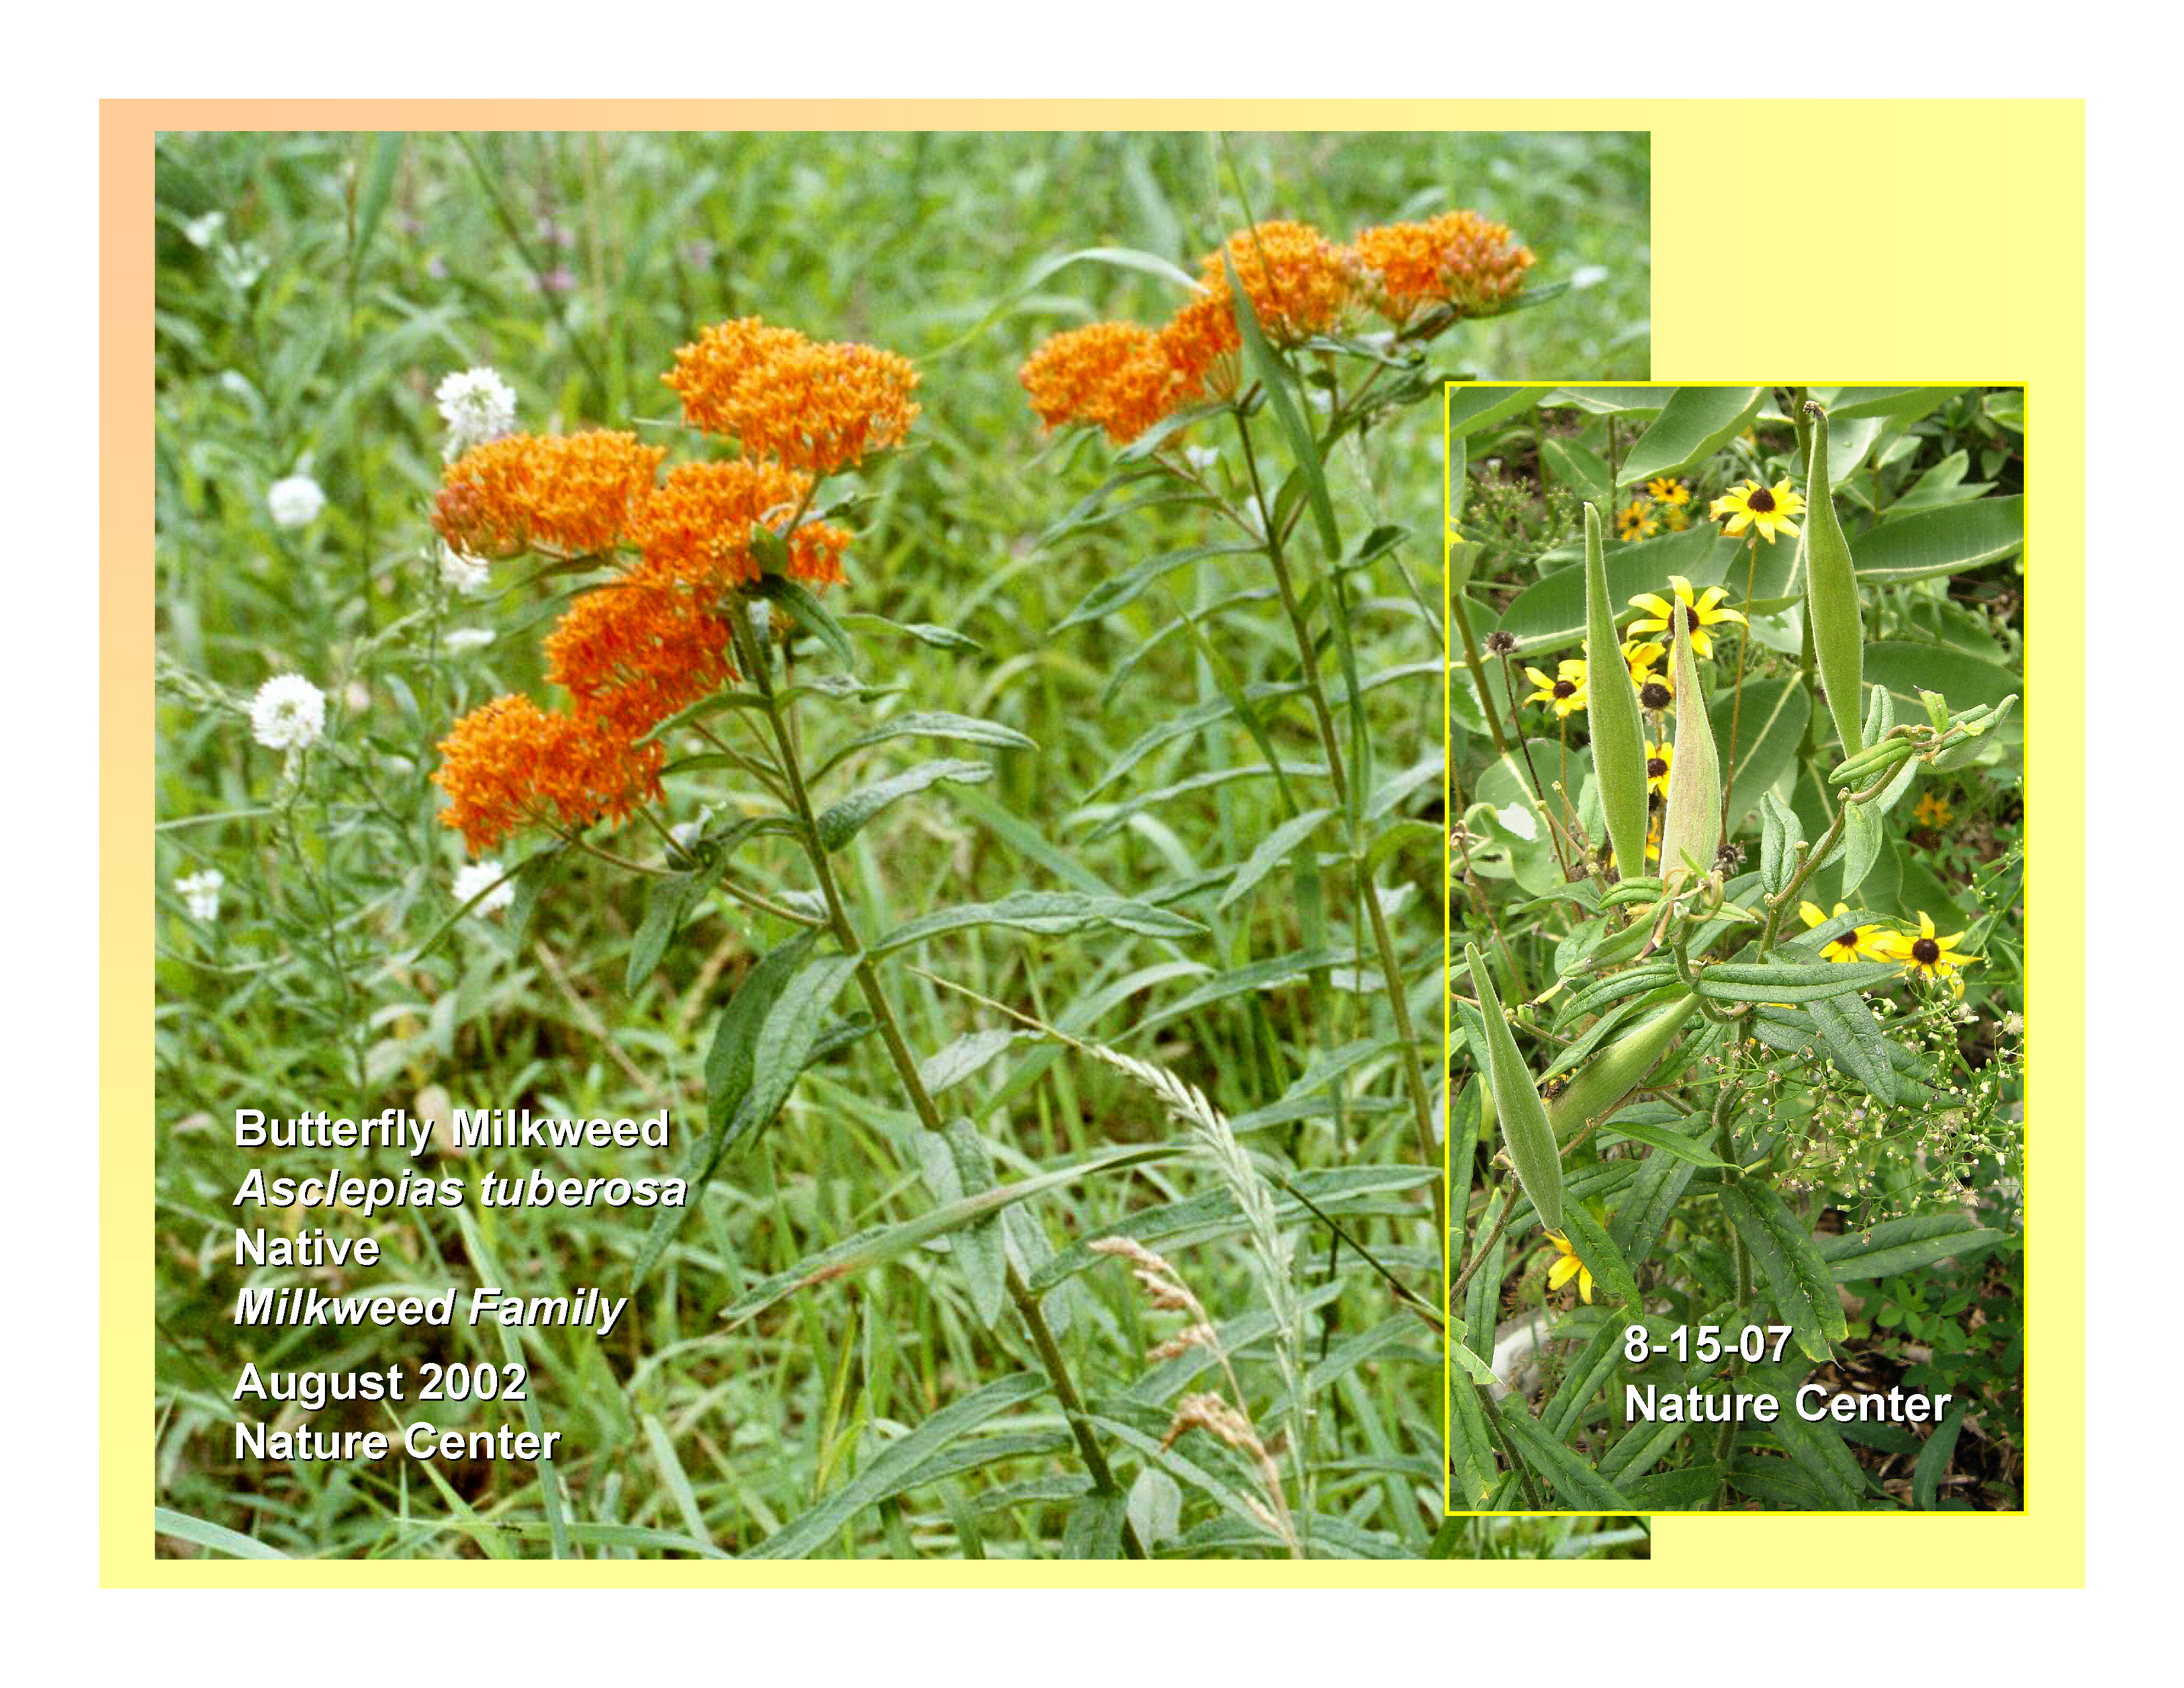 Butterfly Milkweed
Asclepias tuberosa
Native
Milkweed Family
August 2002
Nature Center
8-15-07
Nature Center